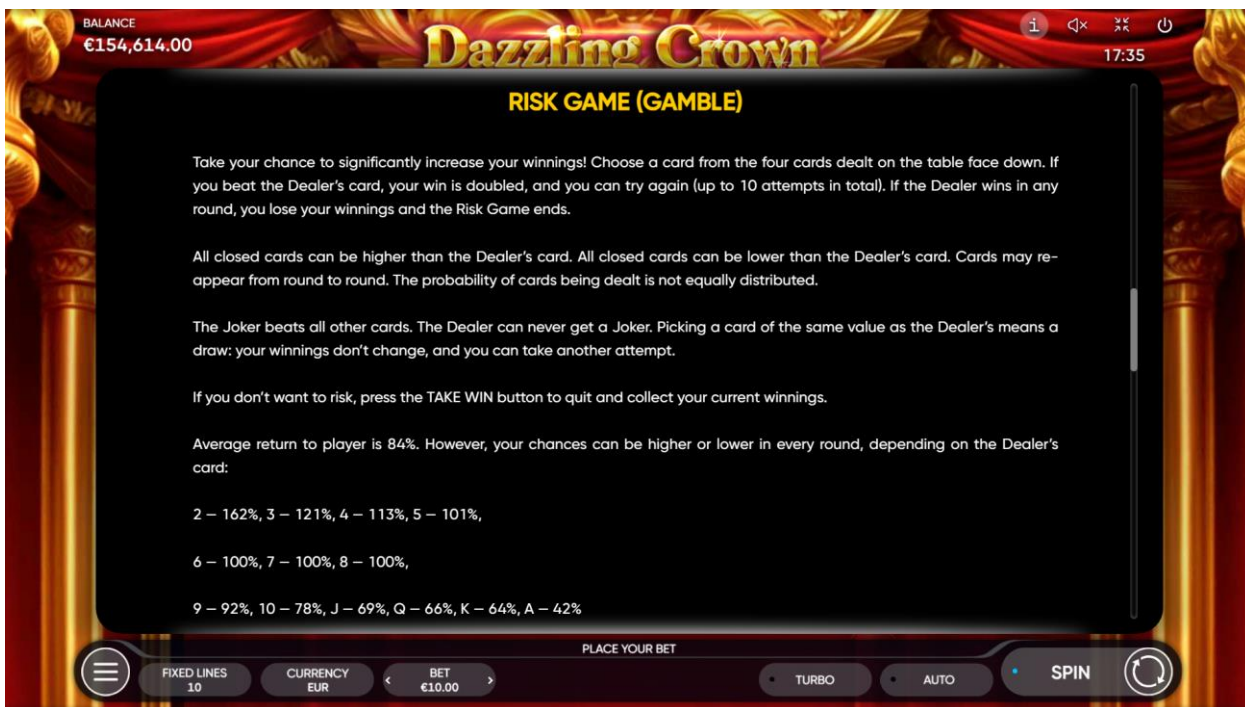 BALANCE
€154,614.00
Dazzling Crown
i
17:35
RISK GAME (GAMBLE)
Take your chance to significantly increase your winnings! Choose a card from the four cards dealt on the table face down. If
you beat the Dealer's card, your win is doubled, and you can try again (up to 10 attempts in total). If the Dealer wins in any
round, you lose your winnings and the Risk Game ends.
All closed cards can be higher than the Dealer's card. All closed cards can be lower than the Dealer's card. Cards may re-
appear from round to round. The probability of cards being dealt is not equally distributed.
The Joker beats all other cards. The Dealer can never get a Joker. Picking a card of the same value as the Dealer's means a
draw: your winnings don't change, and you can take another attempt.
If you don't want to risk, press the TAKE WIN button to quit and collect your current winnings.
Average return to player is 84%. However, your chances can be higher or lower in every round, depending on the Dealer's
card:
2 – 162%, 3 – 121%, 4 – 113%, 5 – 101%,
6 – 100%, 7 – 100%, 8 – 100%,
9 – 92%, 10 – 78%, J – 69%, Q – 66%, K – 64%, A – 42%
PLACE YOUR BET
FIXED LINES
10
CURRENCY
EUR
BET
€10.00
TURBO
AUTO
SPIN